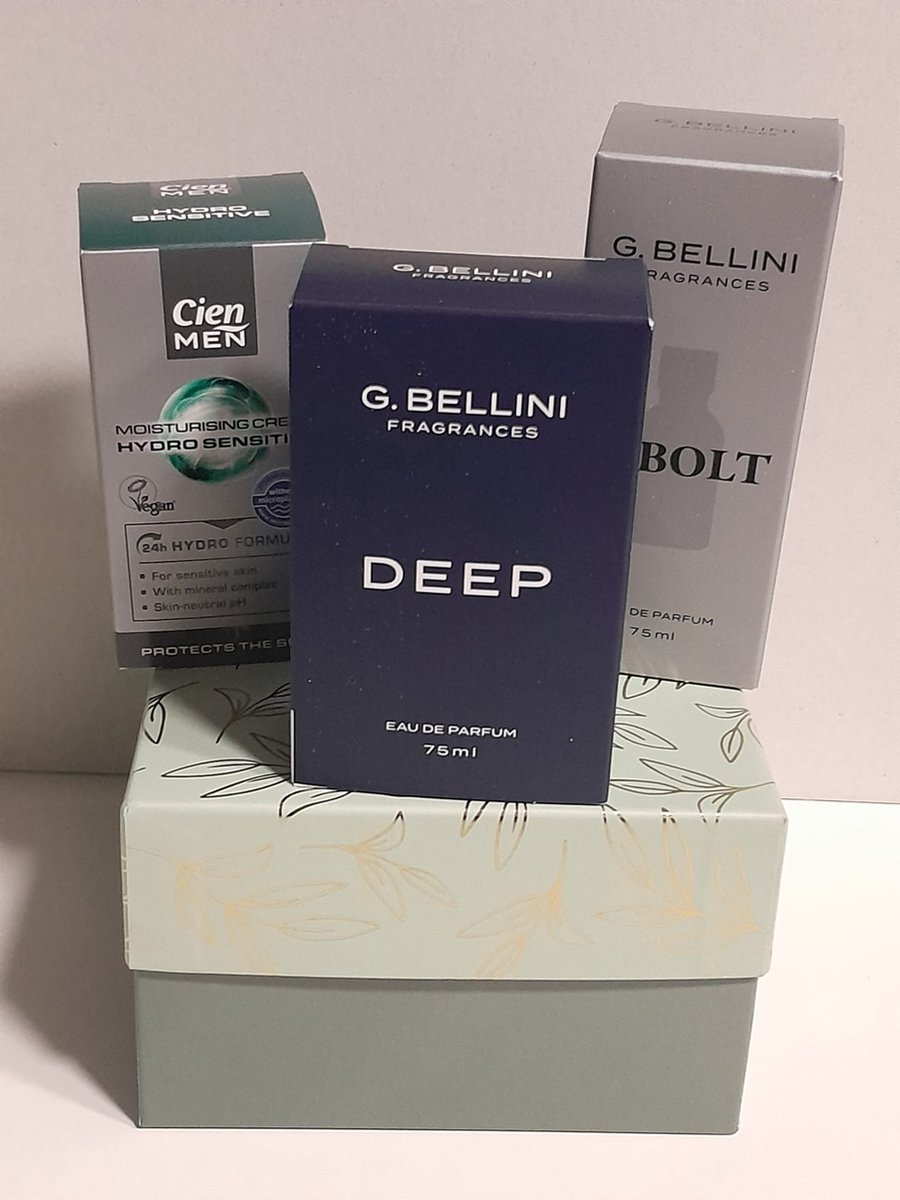 Cien
MEN
HYDRO
SENSITIVE
Cien
MEN
MOISTURISING CRE
HYDRO SENSITI
Vegan
24h HYDRO FORMU
For sensitive skin
With mineral complex
Skin-neutral pH
PROTECTS THE S
G. BELLINI
FRAGRANCES
G. BELLINI
FRAGRANCES
DEEP
EAU DE PARFUM
75ml
G. BELLINI
FRAGRANCES
G. BELLINI
RAGRANCES
BOLT
DE PARFUM
75ml